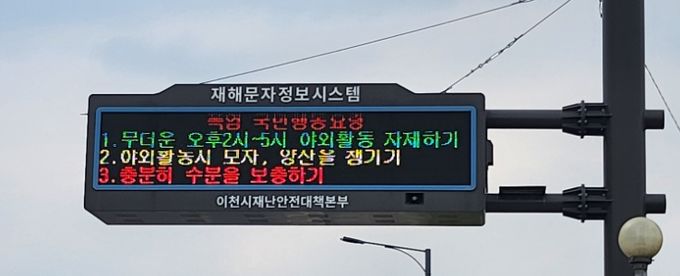 재해문자정보시스템
폭염 국민행동요령
1.무더운 오후2시~5시 야외활동 자제하기
2.야외활동시 모자, 양산을 챙기기
3.충분히 수분을 보충하기
이천시재난안전대책본부